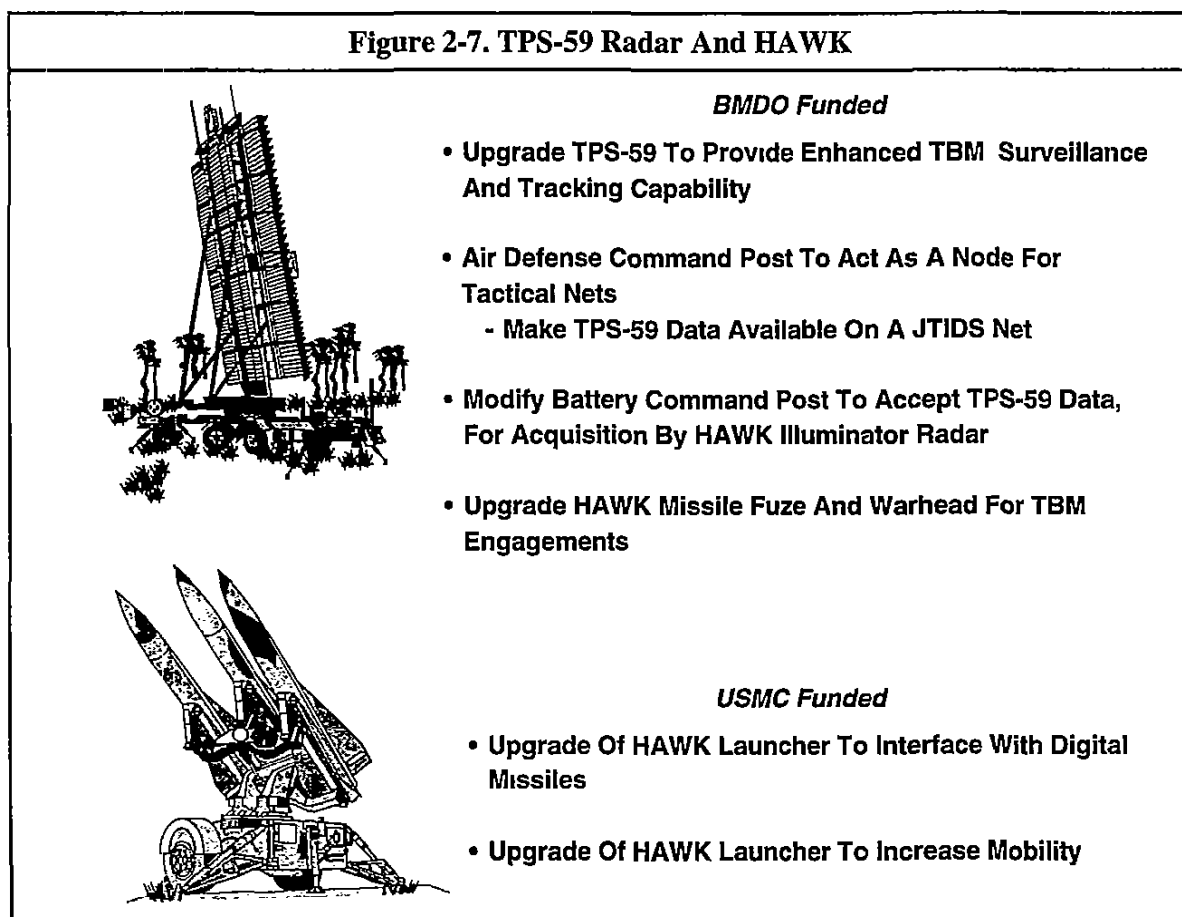 Figure 2-7. TPS-59 Radar And HAWK
BMDO Funded
• Upgrade TPS-59 To Provide Enhanced TBM Surveillance
And Tracking Capability
• Air Defense Command Post To Act As A Node For
Tactical Nets
- Make TPS-59 Data Available On A JTIDS Net
• Modify Battery Command Post To Accept TPS-59 Data,
For Acquisition By HAWK Illuminator Radar
• Upgrade HAWK Missile Fuze And Warhead For TBM
Engagements
USMC Funded
• Upgrade Of HAWK Launcher To Interface With Digital
Missiles
• Upgrade Of HAWK Launcher To Increase Mobility